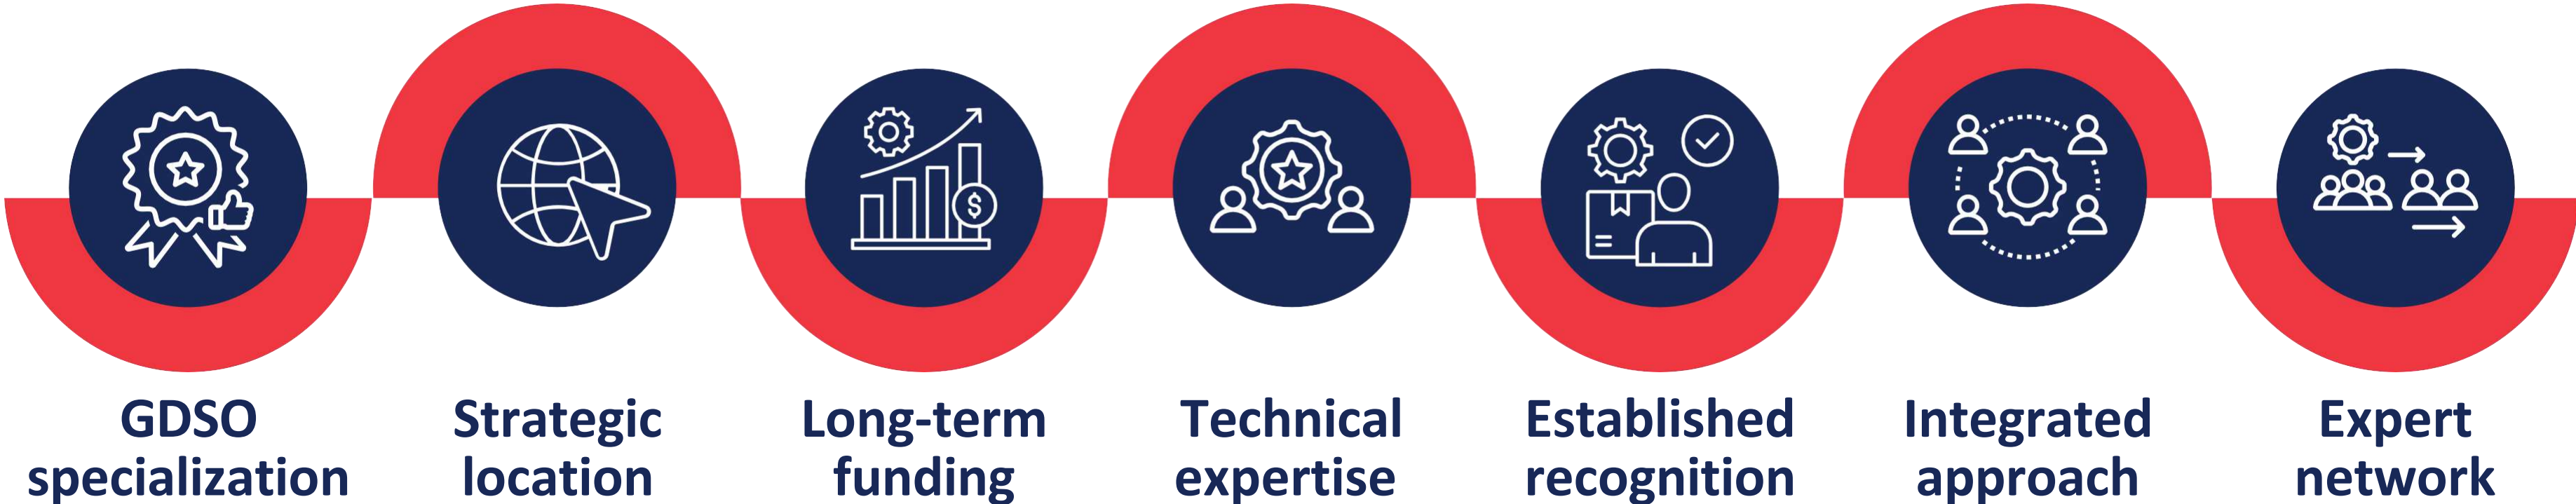 GDSO
specialization
Strategic
location
Long-term
funding
$
Technical
expertise
Established
recognition
Integrated
approach
Expert
network